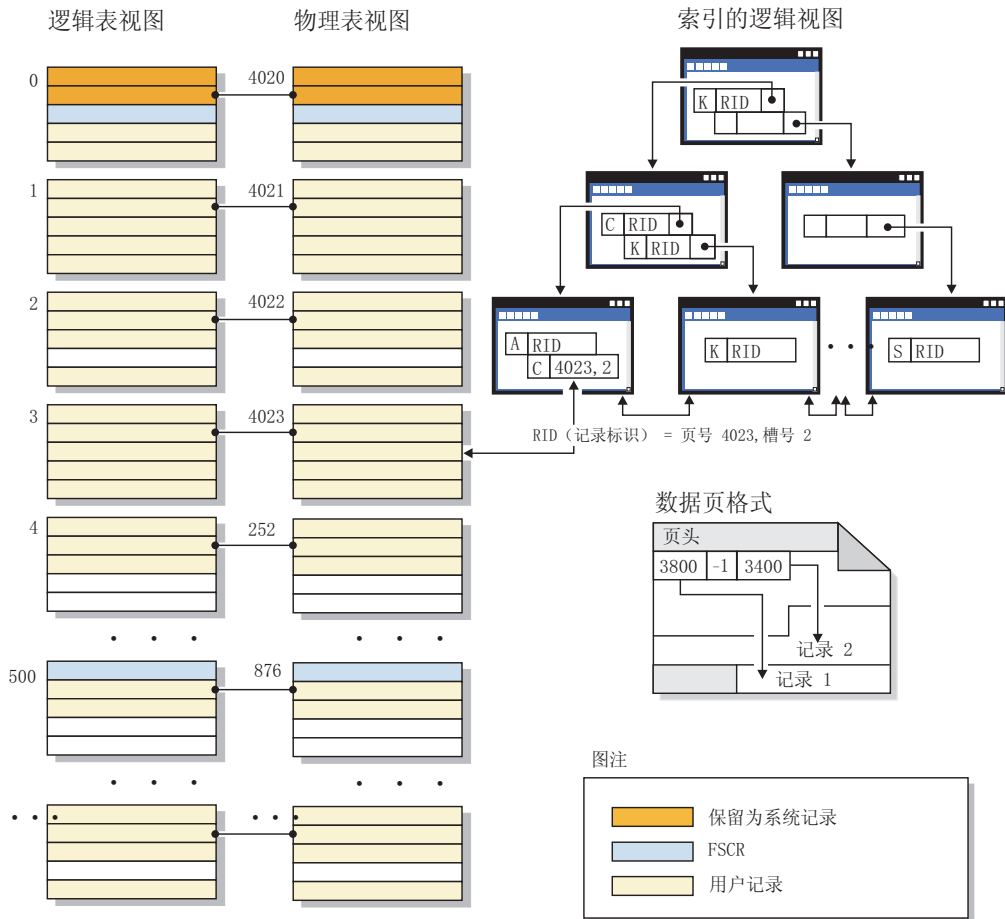 逻辑表视图
物理表视图
索引的逻辑视图
0
4020
1
4021
2
4022
3
4023
4
252
500
876
K RID
C RID
K RID
A RID
C 4023,2
K RID
S RID
RID（记录标识） = 页号 4023,槽号 2
数据页格式
页头
3800 -1 3400
记录 2
记录 1
图注
保留为系统记录
FSCR
用户记录